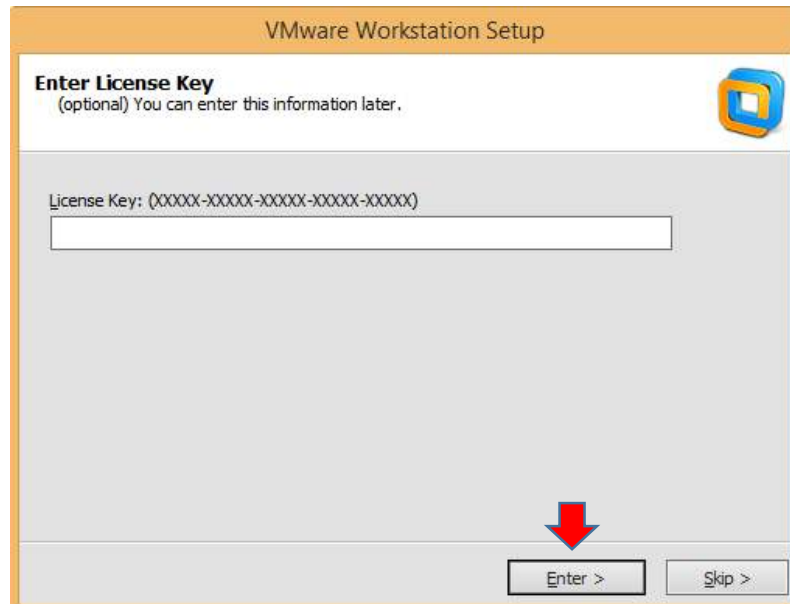 VMware Workstation Setup
Enter License Key
(optional) You can enter this information later.
License Key: (XXXXX-XXXXX-XXXXX-XXXXX-XXXXX)
Enter >
Skip >